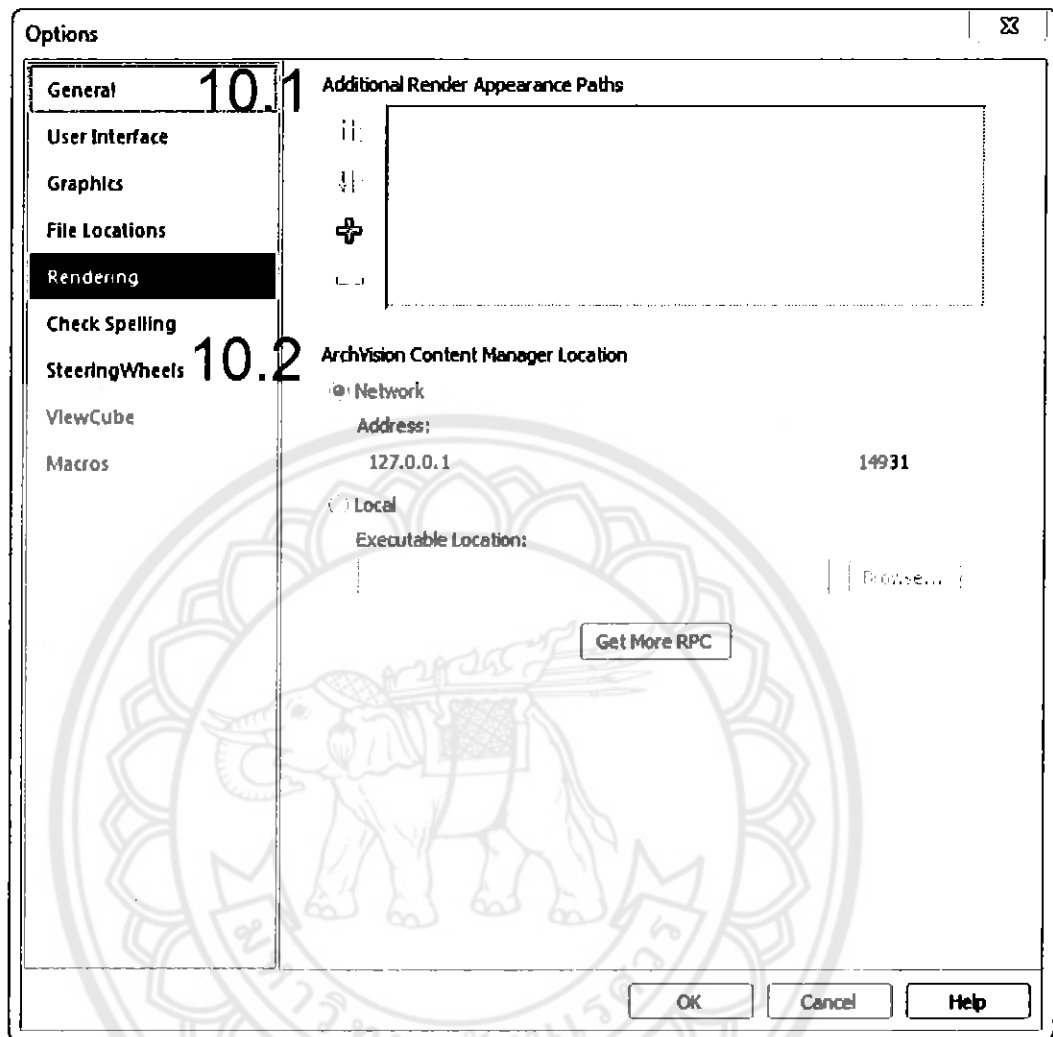 Options
General
User Interface
Graphics
File Locations
Rendering
Check Spelling
SteeringWheels
ViewCube
Macros
10.1
Additional Render Appearance Paths
10.2
ArchVision Content Manager Location
Network
Address:
127.0.0.1
14931
Local
Executable Location:
Browse...
Get More RPC
OK
Cancel
Help